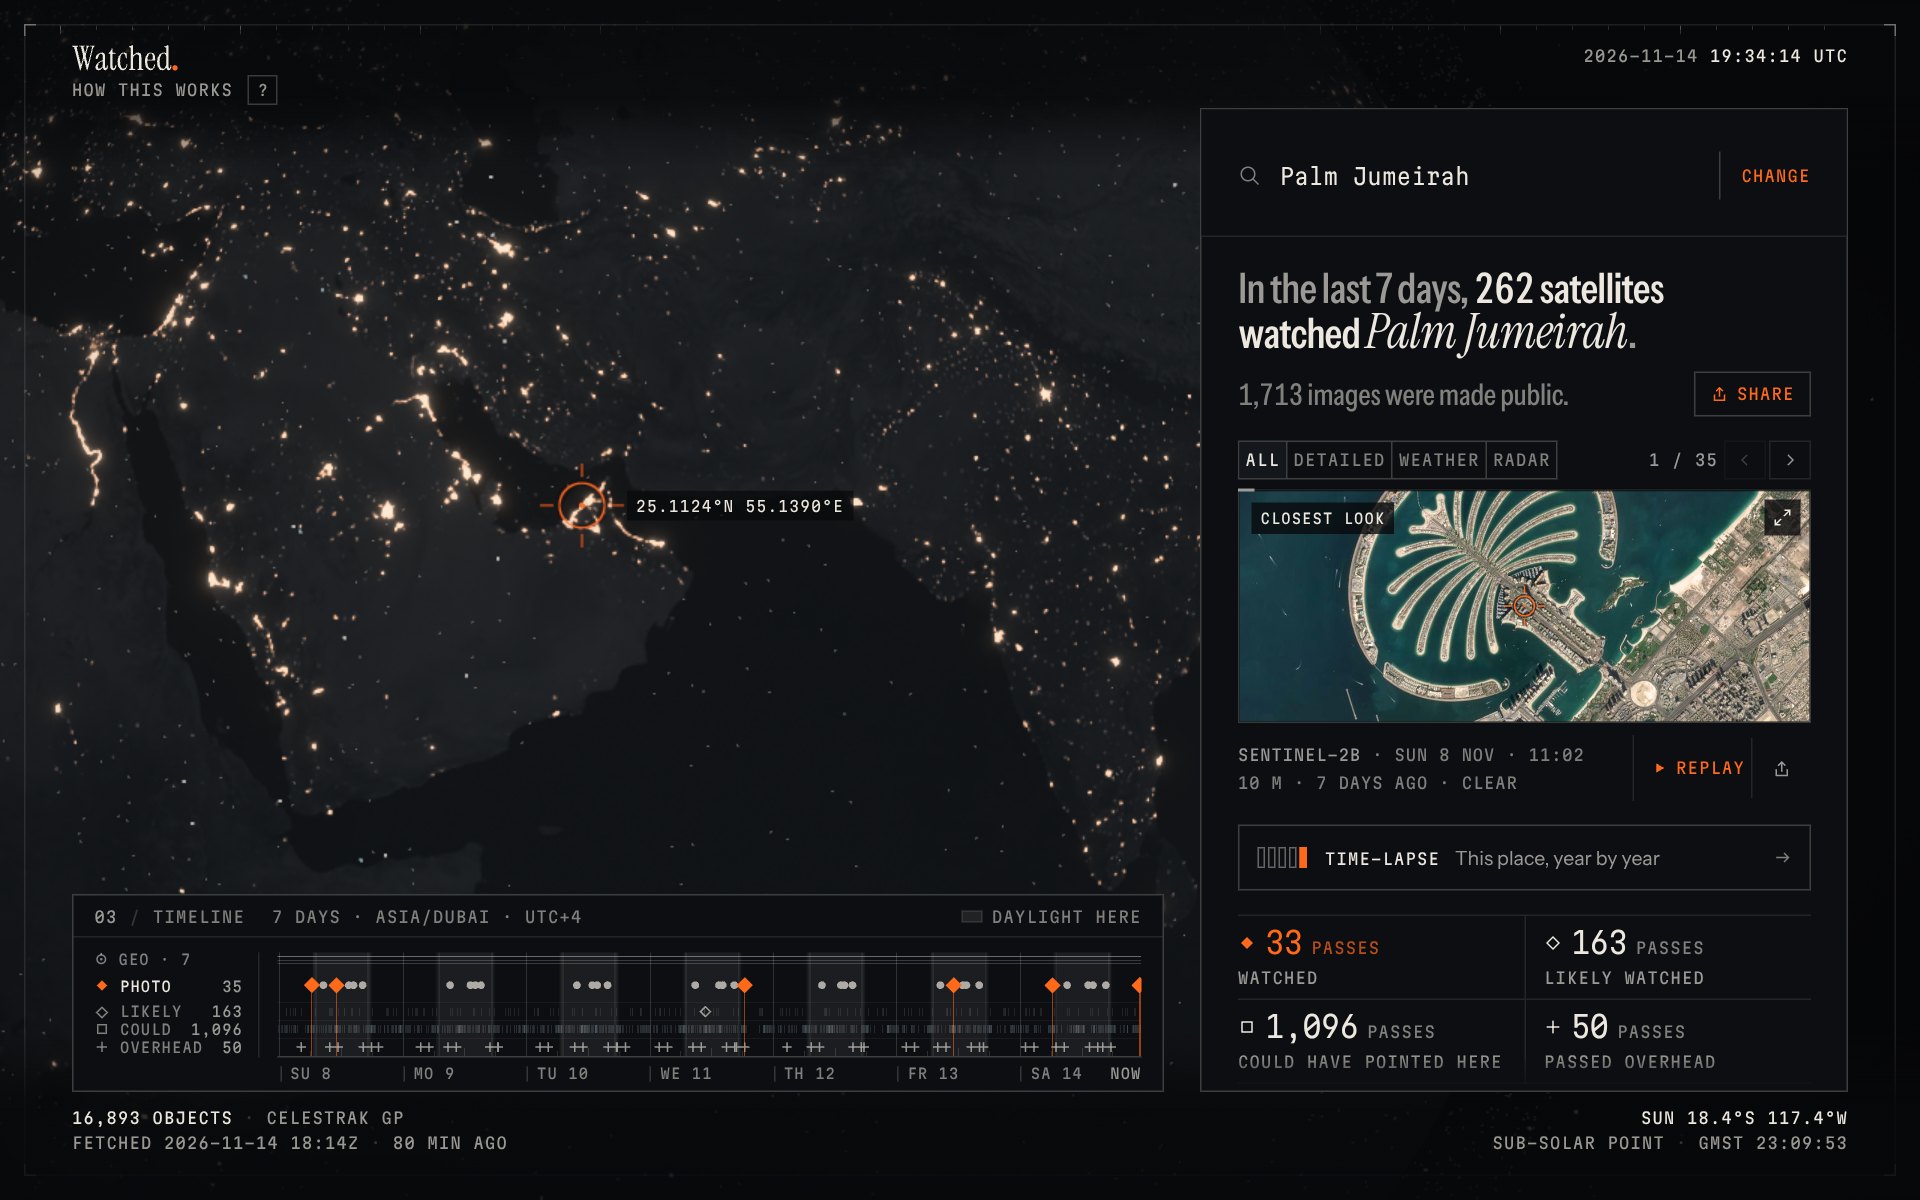 Watched.
HOW THIS WORKS ?
2026-11-14 19:34:14 UTC
Palm Jumeirah
CHANGE
In the last 7 days, 262 satellites
watched Palm Jumeirah.
1,713 images were made public.
SHARE
ALL DETAILED WEATHER RADAR
1 / 35
CLOSEST LOOK
25.1124°N 55.1390°E
SENTINEL-2B · SUN 8 NOV · 11:02
10 M · 7 DAYS AGO · CLEAR
REPLAY
TIME-LAPSE This place, year by year
33 PASSES
WATCHED
163 PASSES
LIKELY WATCHED
1,096 PASSES
COULD HAVE POINTED HERE
50 PASSES
PASSED OVERHEAD
03 / TIMELINE 7 DAYS · ASIA/DUBAI · UTC+4
DAYLIGHT HERE
GEO · 7
PHOTO 35
LIKELY 163
COULD 1,096
OVERHEAD 50
SU 8 MO 9 TU 10 WE 11 TH 12 FR 13 SA 14 NOW
16,893 OBJECTS · CELESTRAK GP
FETCHED 2026-11-14 18:14Z · 80 MIN AGO
SUN 18.4°S 117.4°W
SUB-SOLAR POINT · GMST 23:09:53